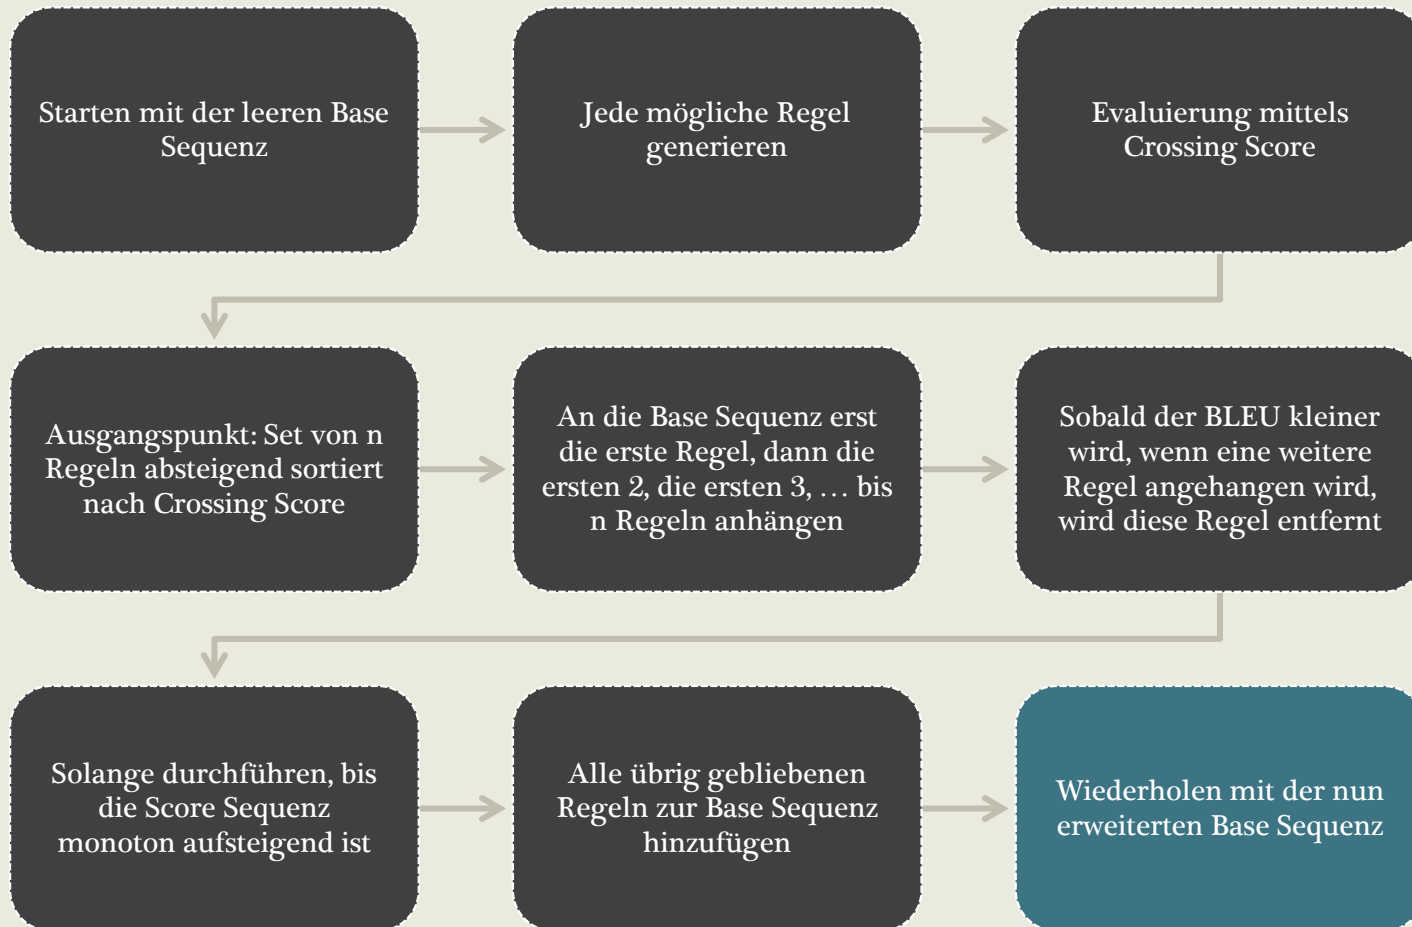 Starten mit der leeren Base
Sequenz
Jede mögliche Regel
generieren
Evaluierung mittels
Crossing Score
Ausgangspunkt: Set von n
Regeln absteigend sortiert
nach Crossing Score
An die Base Sequenz erst
die erste Regel, dann die
ersten 2, die ersten 3, … bis
n Regeln anhängen
Sobald der BLEU kleiner
wird, wenn eine weitere
Regel angehangen wird,
wird diese Regel entfernt
Solange durchführen, bis
die Score Sequenz
monoton aufsteigend ist
Alle übrig gebliebenen
Regeln zur Base Sequenz
hinzufügen
Wiederholen mit der nun
erweiterten Base Sequenz